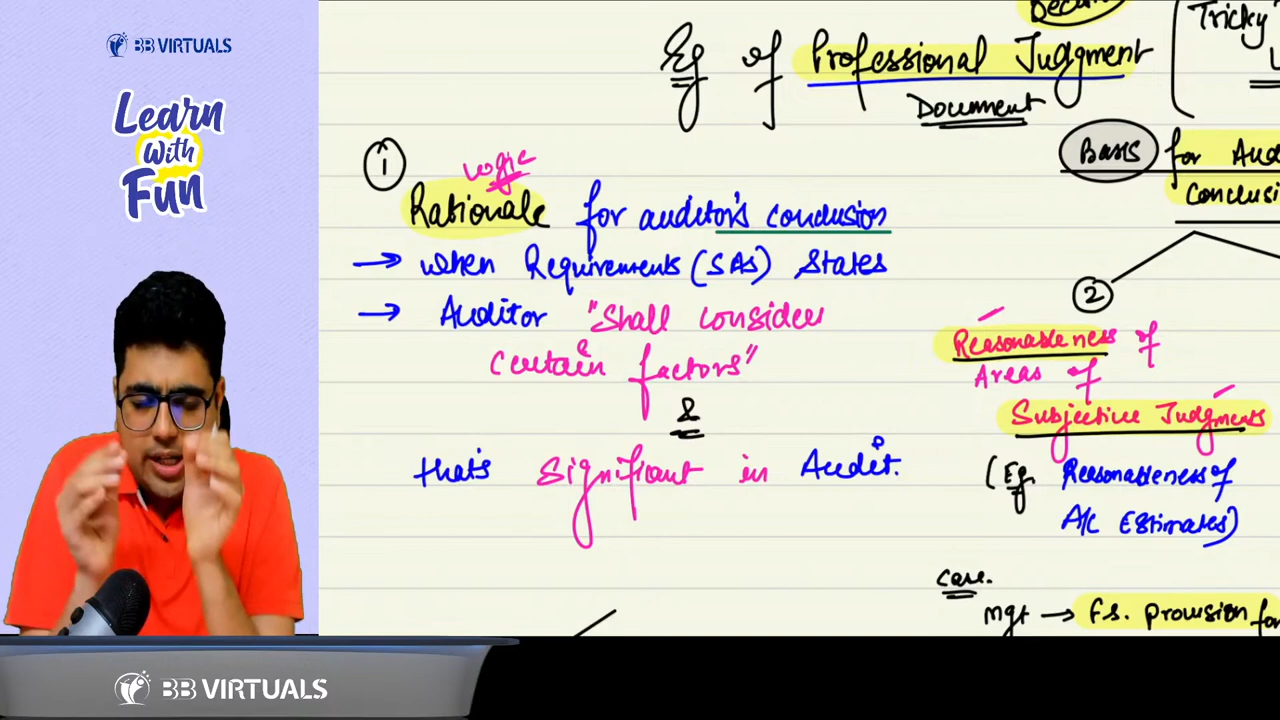 BB VIRTUALS
Learn
With
Fun
Eg of Professional Judgment
Document
Tricky
Basis for Aud
Conclusi
1
Logic
Rationale for auditor's conclusion
→ when Requirements (SAs) States
→ Auditor "Shall consider
Certain factors"
&
that's significant in Audit.
2
Reasonableness of
Areas of
Subjective Judgments
(Eg. Reasonableness of
A/c Estimates)
Case.
mgt → F.S. provision for
BB VIRTUALS